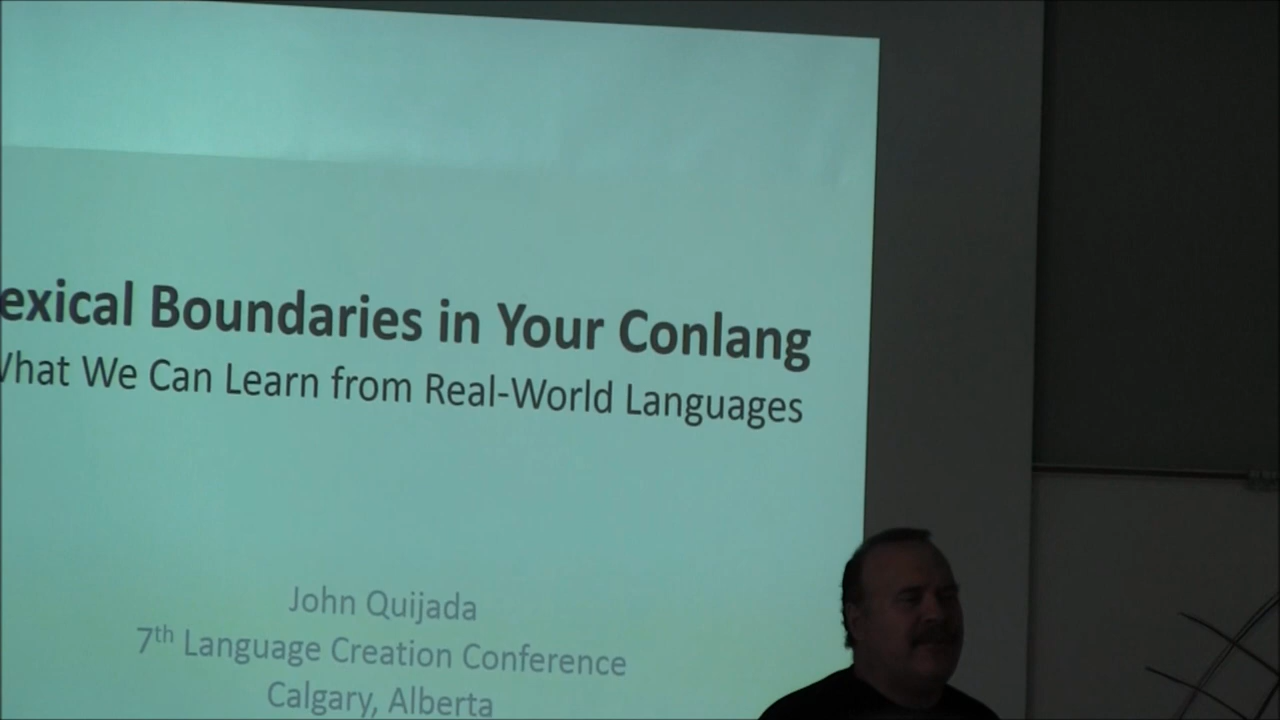 exical Boundaries in Your Conlang
What We Can Learn from Real-World Languages
John Quijada
7th Language Creation Conference
Calgary, Alberta